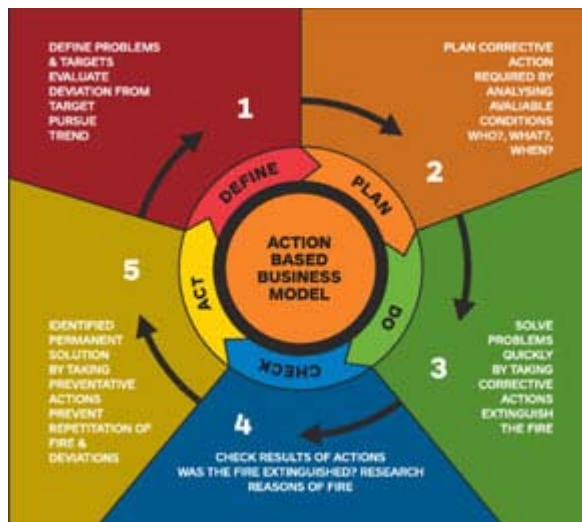 DEFINE PROBLEMS
& TARGETS
EVALUATE
DEVIATION FROM
TARGET
PURSUE
TREND
1
PLAN CORRECTIVE
ACTION
REQUIRED BY
ANALYSING
AVALIABLE
CONDITIONS
WHO?, WHAT?,
WHEN?
2
DEFINE
PLAN
DO
CHECK
ACT
ACTION
BASED
BUSINESS
MODEL
SOLVE
PROBLEMS
QUICKLY
BY TAKING
CORRECTIVE
ACTIONS
EXTINGUISH
THE FIRE
3
4
CHECK RESULTS OF ACTIONS
WAS THE FIRE EXTINGUISHED? RESEARCH
REASONS OF FIRE
5
IDENTIFIED
PERMANENT
SOLUTION
BY TAKING
PREVENTATIVE
ACTIONS
PREVENT
REPETITATION OF
FIRE &
DEVIATIONS